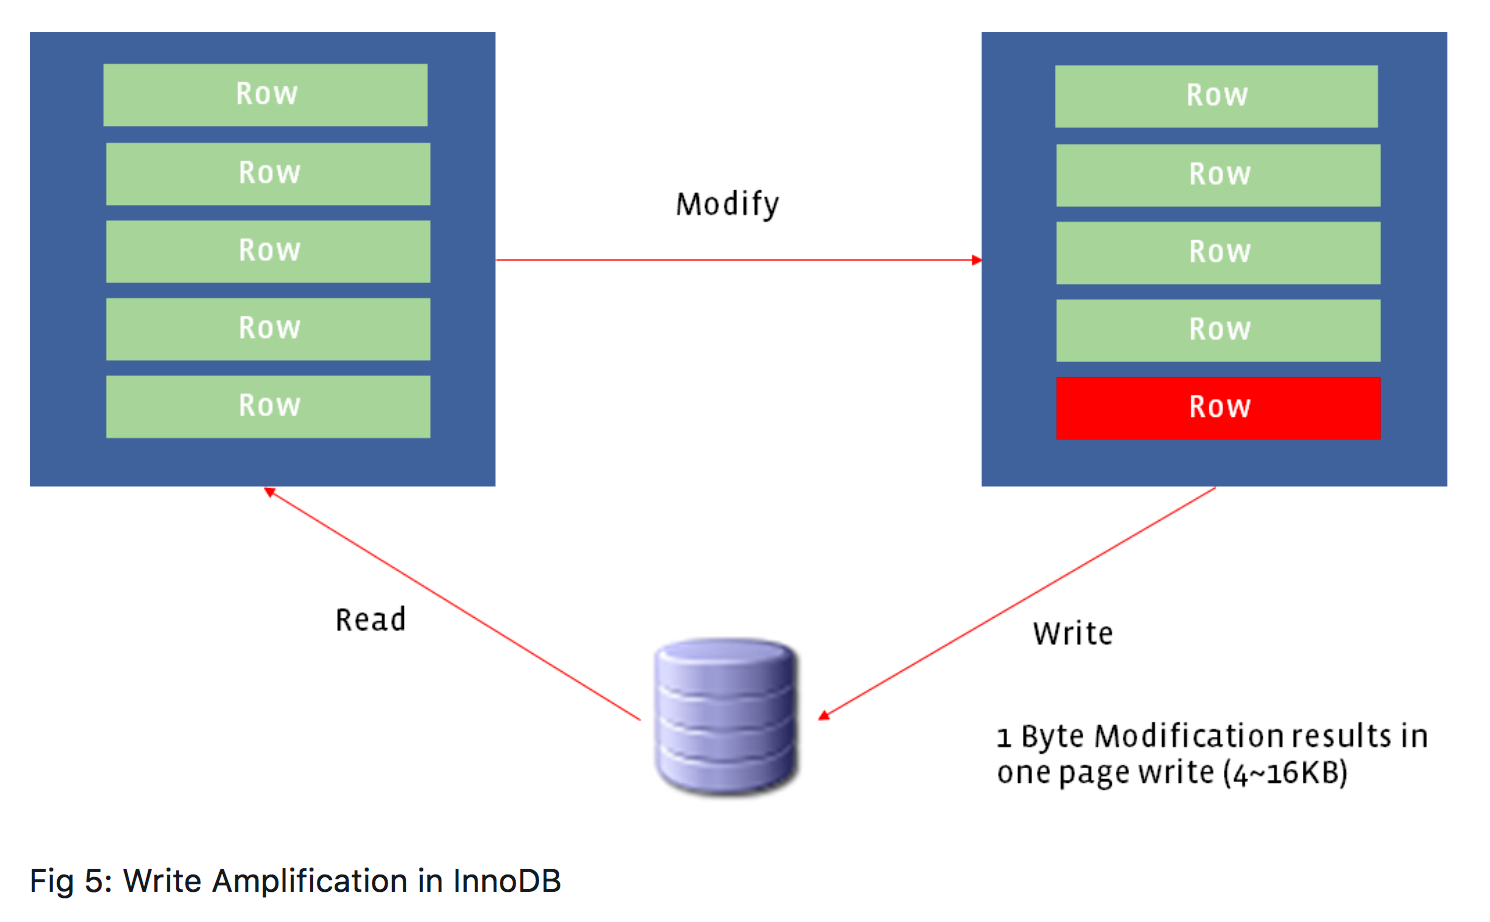 Row
Row
Row
Row
Row
Modify
Row
Row
Row
Row
Row
Read
Write
1 Byte Modification results in
one page write (4~16KB)
Fig 5: Write Amplification in InnoDB